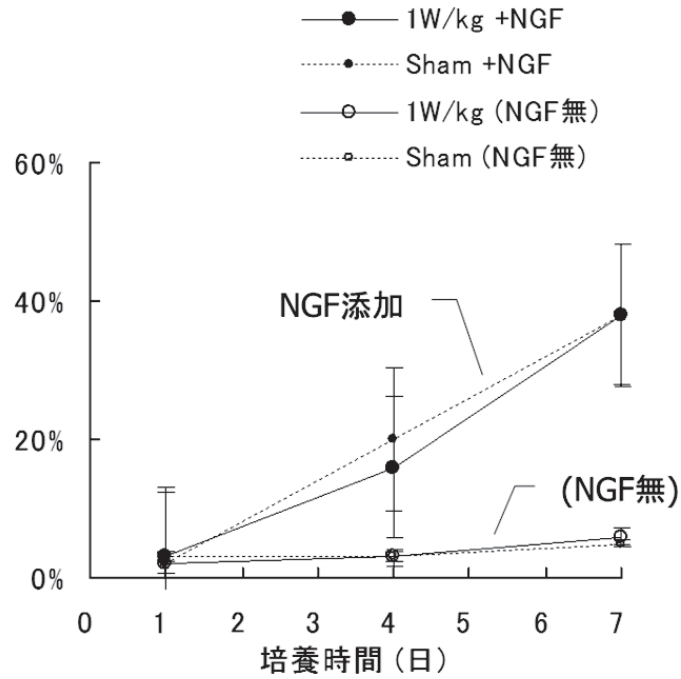 1W/kg +NGF
Sham +NGF
1W/kg (NGF無)
Sham (NGF無)
60%
40%
20%
0%
NGF添加
(NGF無)
0 1 2 3 4 5 6 7
培養時間 (日)